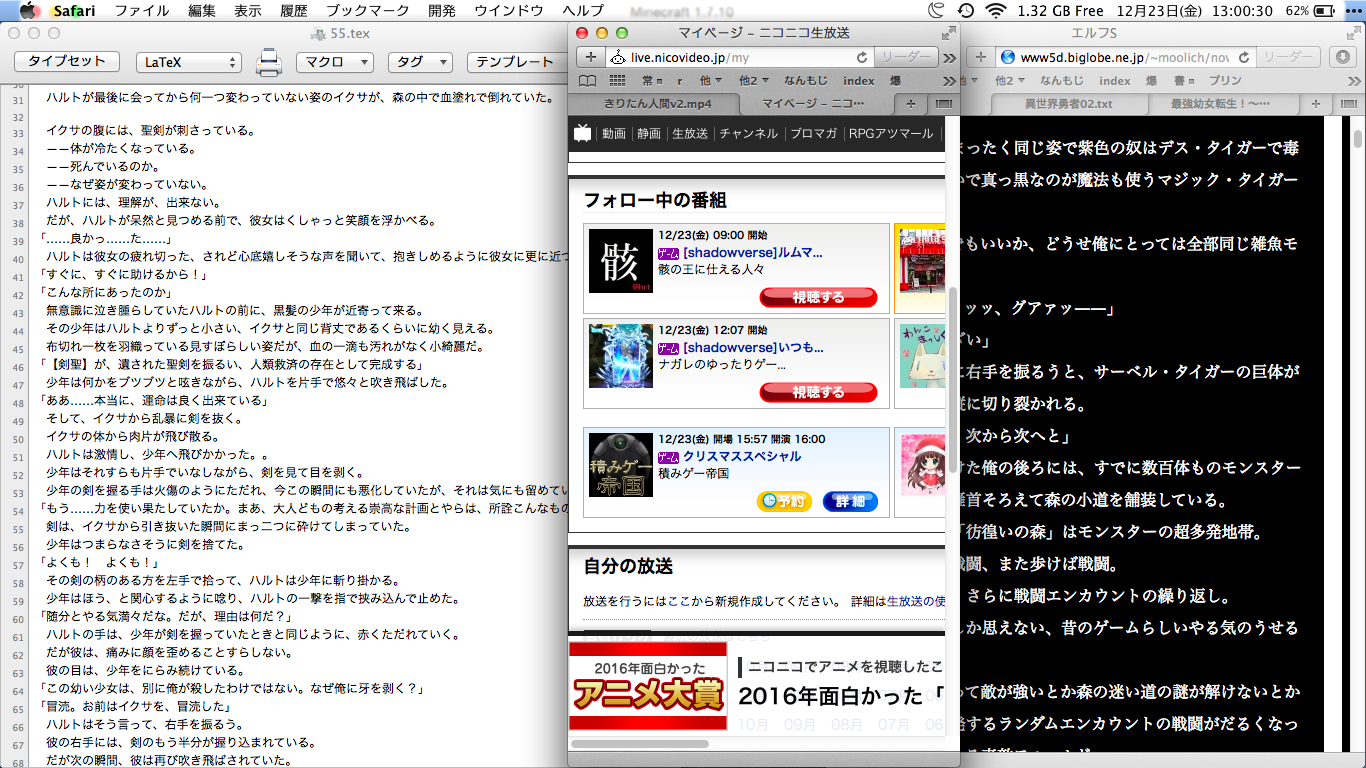 Safari ファイル 編集 表示 履歴 ブックマーク 開発 ウインドウ ヘルプ Minecraft 1.7.10 1.32 GB Free 12月23日(金) 13:00:30 62%
55.tex
タイプセット LaTeX マクロ タグ テンプレート
31 ハルトが最後に会ってから何一つ変わっていない姿のイクサが、森の中で血塗れで倒れていた。
32
33 イクサの腹には、聖剣が刺さっている。
34 ーー体が冷たくなっている。
35 ーー死んでいるのか。
36 ーーなぜ姿が変わっていない。
37 ハルトには、理解が、出来ない。
38 だが、ハルトが呆然と見つめる前で、彼女はくしゃっと笑顔を浮かべる。
39 「……良かっ……た……」
40 ハルトは彼女の疲れ切った、されど心底嬉しそうな声を聞いて、抱きしめるように彼女に更に近づ
41 「すぐに、すぐに助けるから！」
42 「こんな所にあったのか」
43 無意識に泣き腫らしていたハルトの前に、黒髪の少年が近寄って来る。
44 その少年はハルトよりずっと小さい、イクサと同じ背丈であるくらいに幼く見える。
45 布切れ一枚を羽織っている見すぼらしい姿だが、血の一滴も汚れがなく小綺麗だ。
46 「【剣聖】が、遺された聖剣を振るい、人類救済の存在として完成する」
47 少年は何かをブツブツと呟きながら、ハルトを片手で悠々と吹き飛ばした。
48 「ああ……本当に、運命は良く出来ている」
49 そして、イクサから乱暴に剣を抜く。
50 イクサの体から肉片が飛び散る。
51 ハルトは激情し、少年へ飛びかかった。。
52 少年はそれすらも片手でいなしながら、剣を見て目を剥く。
53 少年の剣を握る手は火傷のようにただれ、今この瞬間にも悪化していたが、それは気にも留めてい
54 「もう……力を使い果たしていたか。まあ、大人どもの考える崇高な計画とやらは、所詮こんなもの
55 剣は、イクサから引き抜いた瞬間にまっ二つに砕けてしまっていた。
56 少年はつまらなさそうに剣を捨てた。
57 「よくも！　よくも！」
58 その剣の柄のある方を左手で拾って、ハルトは少年に斬り掛かる。
59 少年はほう、と関心するように唸り、ハルトの一撃を指で挟み込んで止めた。
60 「随分とやる気満々だな。だが、理由は何だ？」
61 ハルトの手は、少年が剣を握っていたときと同じように、赤くただれていく。
62 だが彼は、痛みに顔を歪めることすらしない。
63 彼の目は、少年をにらみ続けている。
64 「この幼い少女は、別に俺が殺したわけではない。なぜ俺に牙を剥く？」
65 「冒流。お前はイクサを、冒流した」
66 ハルトはそう言って、右手を振るう。
67 彼の右手には、剣のもう半分が握り込まれている。
68 だが次の瞬間、彼は再び吹き飛ばされていた。
マイページ - ニコニコ生放送
live.nicovideo.jp/my リーダー
常 r 他 他2 なんもじ index 爆
きりたん人間v2.mp4 マイページ – ニコ…
動画 静画 生放送 チャンネル ブロマガ RPGアツマール
フォロー中の番組
骸
12/23(金) 09:00 開始
ゲーム [shadowverse]ルムマ...
骸の王に仕える人々
視聴する
12/23(金) 12:07 開始
ゲーム [shadowverse]いつも...
ナガレのゆったりゲー...
視聴する
わんこ
積みゲー帝国
12/23(金) 開場 15:57 開演 16:00
ゲーム クリスマススペシャル
積みゲー帝国
予約 詳細
自分の放送
放送を行うにはここから新規作成してください。 詳細は生放送の使
2016年面白かった
アニメ大賞
ニコニコでアニメを視聴したこ
2016年面白かった「
10月 09月 08月 07月 06
エルフS
www5d.biglobe.ne.jp/~moolich/nov リーダー
他 他2 なんもじ index 爆 書 プリン
異世界勇者02.txt 最強幼女転生！〜…
まったく同じ姿で紫色の奴はデス・タイガーで毒
で真っ黒なのが魔法も使うマジック・タイガー
もいいか、どうせ俺にとっては全部同じ雑魚モ
ッッ、グアァッ――」
い」
に右手を振るうと、サーベル・タイガーの巨体が
に切り裂かれる。
次から次へと」
けた俺の後ろには、すでに数百体ものモンスター
首そろえて森の小道を舗装している。
「彷徨いの森」はモンスターの超多発地帯。
戦闘、また歩けば戦闘。
さらに戦闘エンカウントの繰り返し。
しか思えない、昔のゲームらしいやる気のうせる
って敵が強いとか森の迷い道の謎が解けないとか
するランダムエンカウントの戦闘がだるくなっ